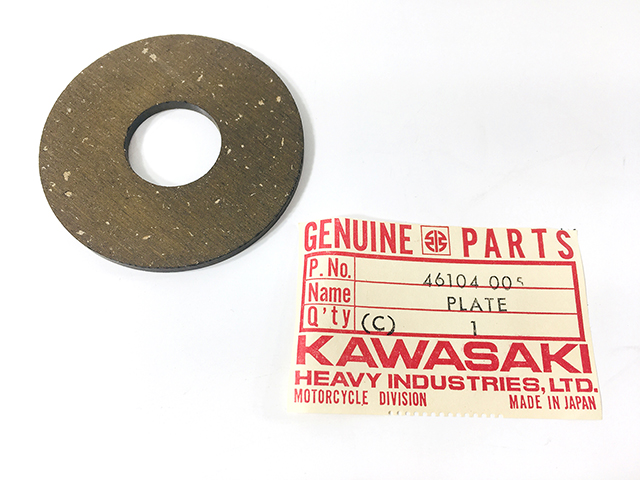 GENUINE PARTS
P. No. 46104 005
Name PLATE
Q'ty (C) 1
KAWASAKI
HEAVY INDUSTRIES, LTD.
MOTORCYCLE DIVISION MADE IN JAPAN